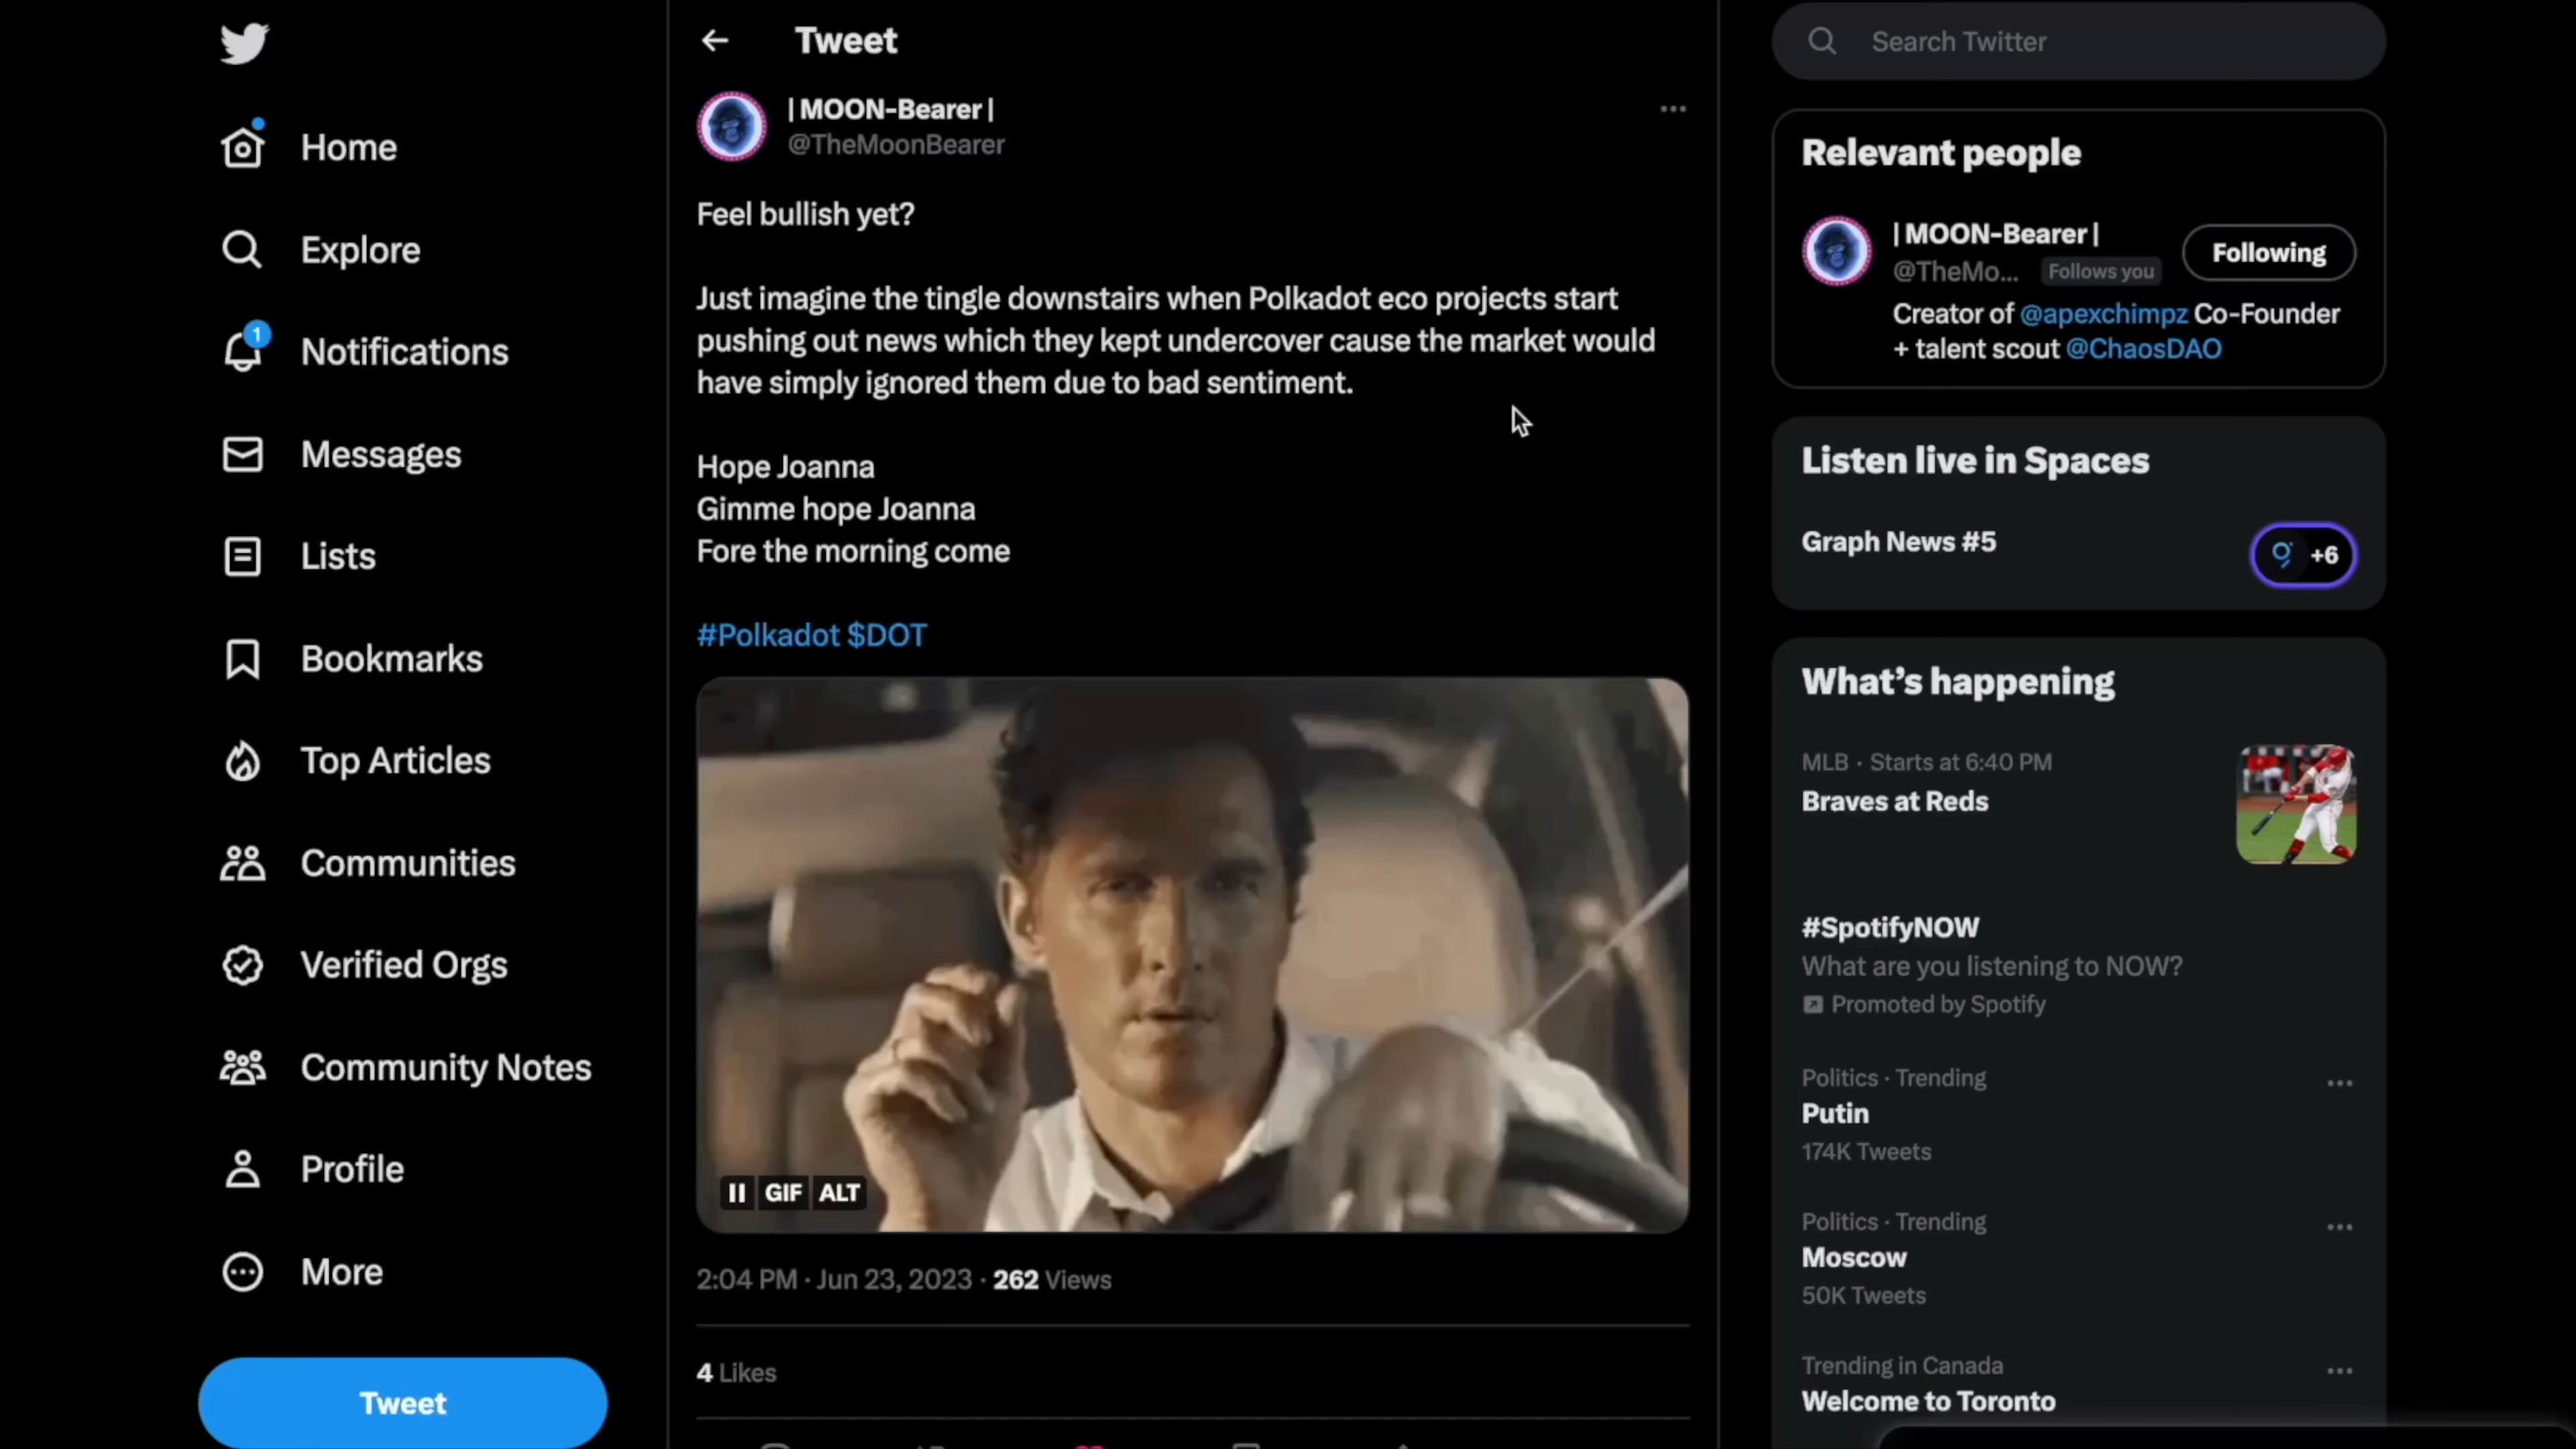 Home
Explore
1
Notifications
Messages
Lists
Bookmarks
Top Articles
Communities
Verified Orgs
Community Notes
Profile
More
Tweet
Tweet
| MOON-Bearer |
@TheMoonBearer
Feel bullish yet?
Just imagine the tingle downstairs when Polkadot eco projects start
pushing out news which they kept undercover cause the market would
have simply ignored them due to bad sentiment.
Hope Joanna
Gimme hope Joanna
Fore the morning come
#Polkadot $DOT
GIF ALT
2:04 PM · Jun 23, 2023 · 262 Views
4 Likes
Search Twitter
Relevant people
| MOON-Bearer |
Following
@TheMo... Follows you
Creator of @apexchimpz Co-Founder
+ talent scout @ChaosDAO
Listen live in Spaces
Graph News #5
+6
What's happening
MLB · Starts at 6:40 PM
Braves at Reds
#SpotifyNOW
What are you listening to NOW?
Promoted by Spotify
Politics · Trending
Putin
174K Tweets
Politics · Trending
Moscow
50K Tweets
Trending in Canada
Welcome to Toronto